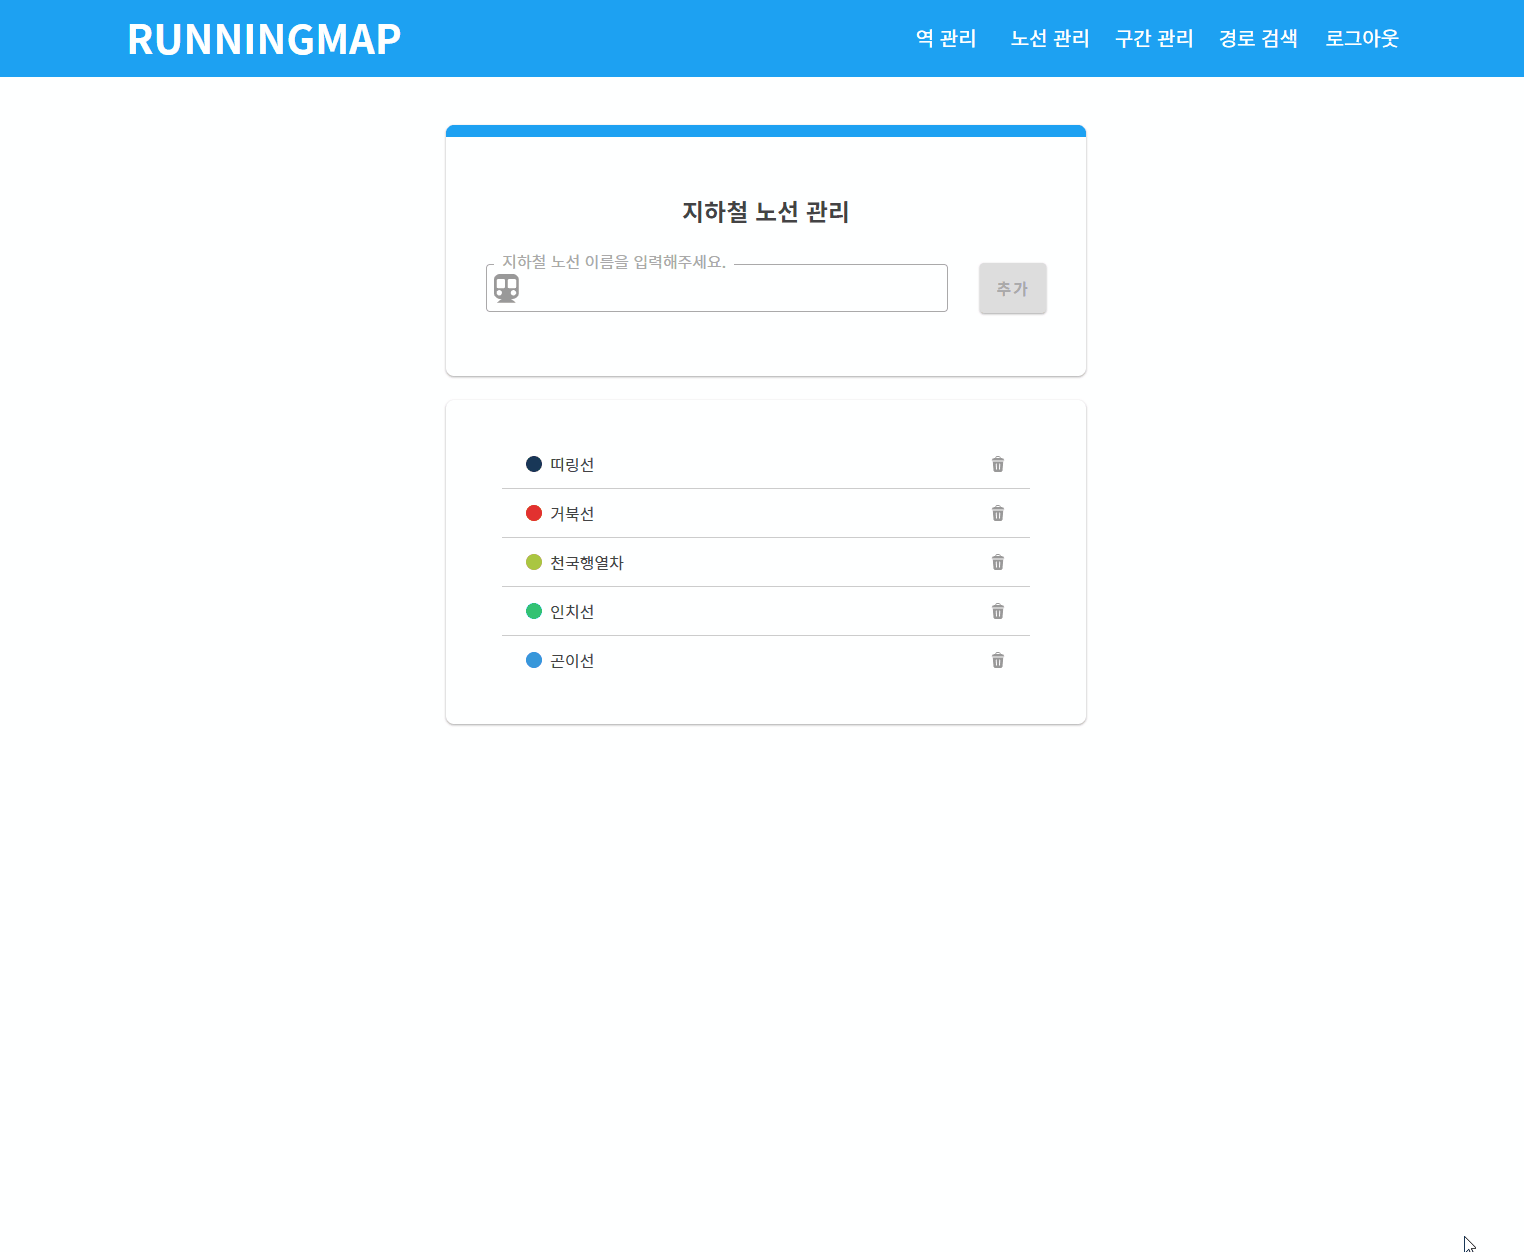 RUNNINGMAP
역 관리 노선 관리 구간 관리 경로 검색 로그아웃
지하철 노선 관리
지하철 노선 이름을 입력해주세요.
추가
띠링선
거북선
천국행열차
인치선
곤이선